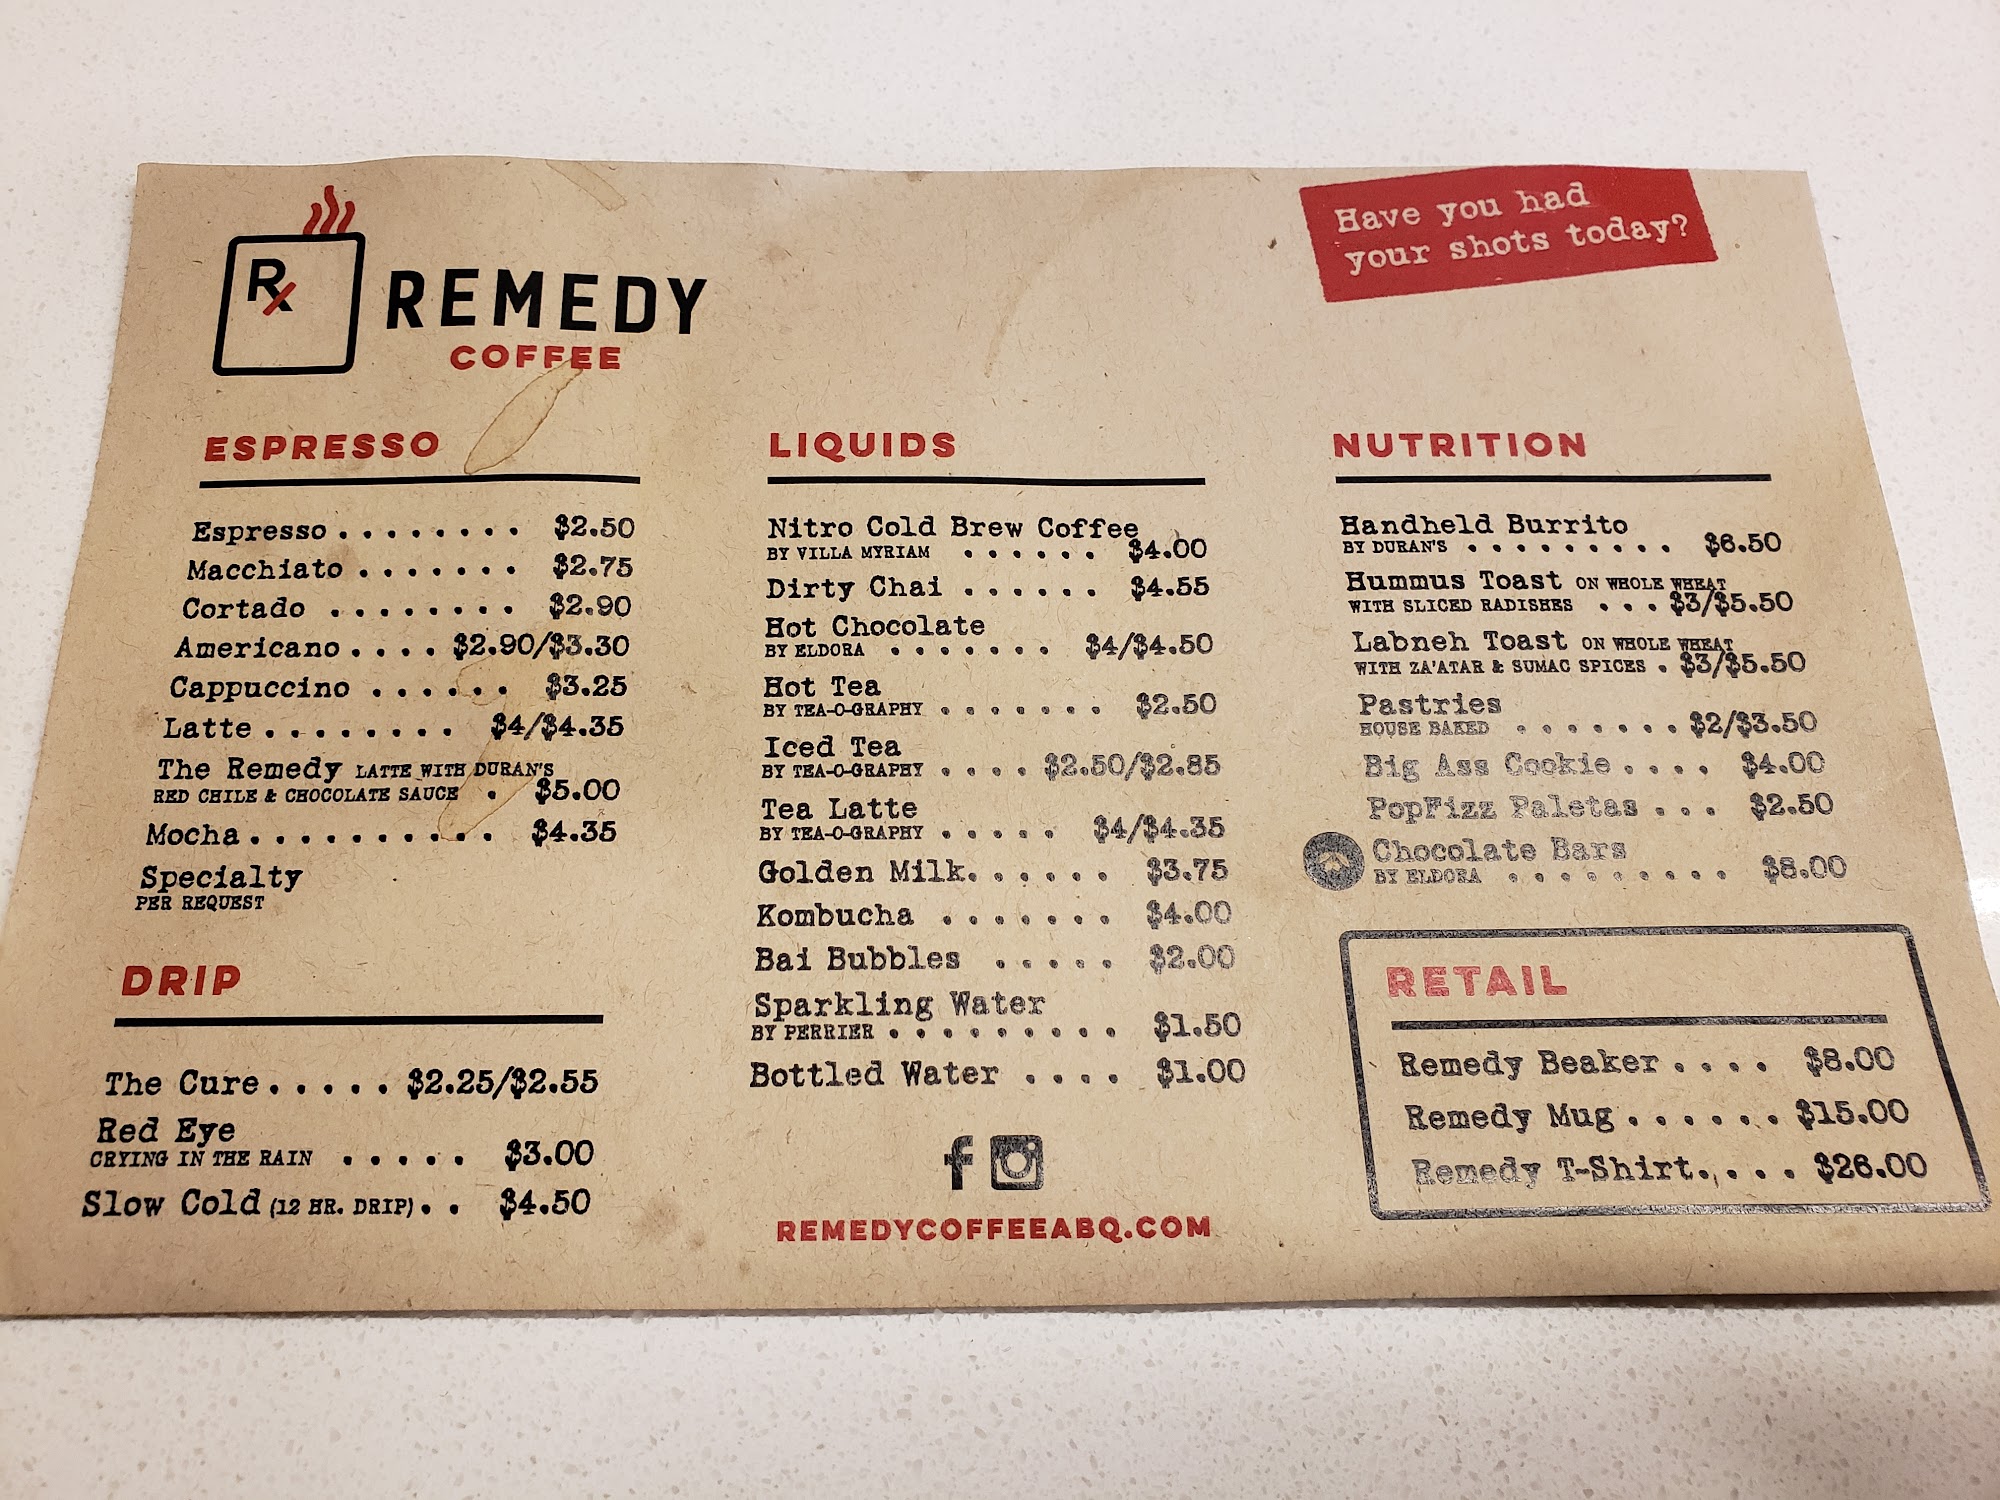 Rx
REMEDY
COFFEE
Have you had
your shots today?
ESPRESSO
Espresso . . . . . . . . $2.50
Macchiato . . . . . . . $2.75
Cortado . . . . . . . . $2.90
Americano . . . . $2.90/$3.30
Cappuccino . . . . . . $3.25
Latte . . . . . . . . $4/$4.35
The Remedy LATTE WITH DURAN'S
RED CHILE & CHOCOLATE SAUCE . $5.00
Mocha . . . . . . . . . . $4.35
Specialty
PER REQUEST
DRIP
The Cure . . . . . $2.25/$2.55
Red Eye
CRYING IN THE RAIN . . . . . $3.00
Slow Cold (12 HR. DRIP) . . $4.50
LIQUIDS
Nitro Cold Brew Coffee
BY VILLA MYRIAM . . . . . . $4.00
Dirty Chai . . . . . . $4.55
Hot Chocolate
BY ELDORA . . . . . . . $4/$4.50
Hot Tea
BY TEA-O-GRAPHY . . . . . . . $2.50
Iced Tea
BY TEA-O-GRAPHY . . . . $2.50/$2.85
Tea Latte
BY TEA-O-GRAPHY . . . . . $4/$4.35
Golden Milk. . . . . . . $3.75
Kombucha . . . . . . . $4.00
Bai Bubbles . . . . . $2.00
Sparkling Water
BY PERRIER . . . . . . . . . $1.50
Bottled Water . . . . $1.00
f
REMEDYCOFFEEABQ.COM
NUTRITION
Handheld Burrito
BY DURAN'S . . . . . . . . . $6.50
Hummus Toast ON WHOLE WHEAT
WITH SLICED RADISHES . . . $3/$5.50
Labneh Toast ON WHOLE WHEAT
WITH ZA'ATAR & SUMAC SPICES . $3/$5.50
Pastries
HOUSE BAKED . . . . . . . $2/$3.50
Big Ass Cookie . . . . $4.00
PopFizz Paletas . . . $2.50
Chocolate Bars
BY ELDORA . . . . . . . . . $8.00
RETAIL
Remedy Beaker . . . . $8.00
Remedy Mug . . . . . . $15.00
Remedy T-Shirt. . . . . $26.00